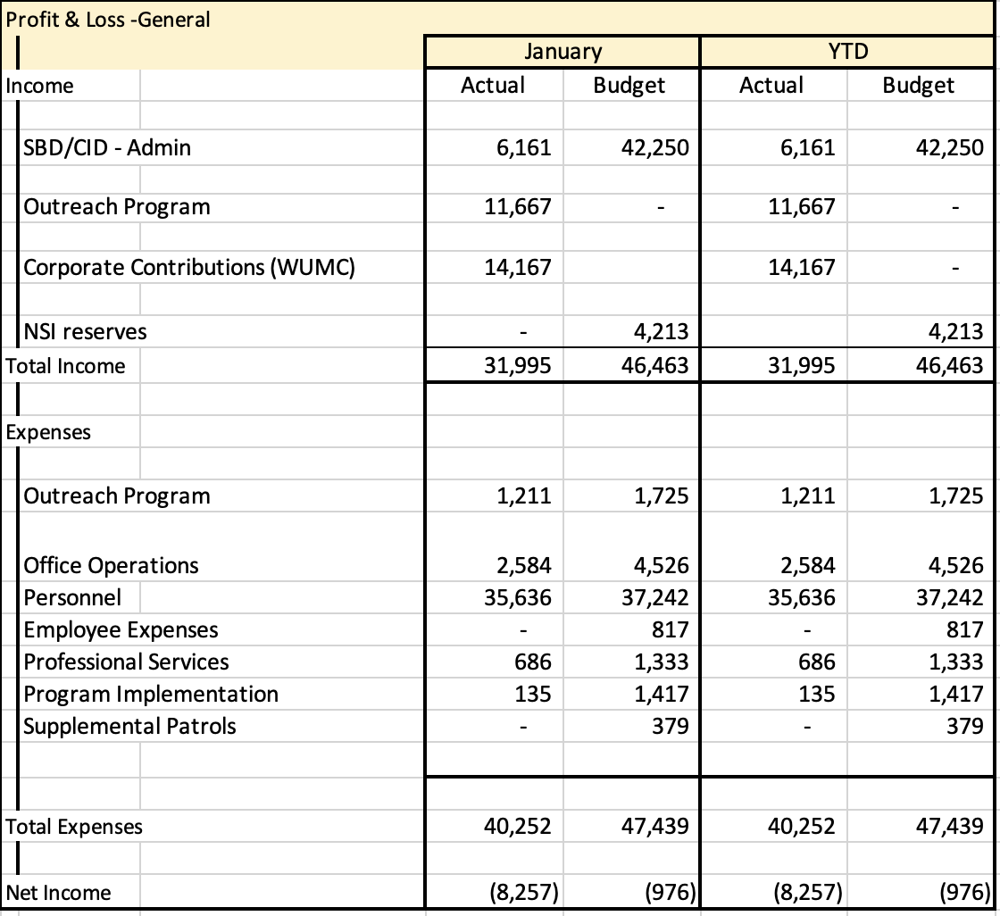 Profit & Loss -General
January YTD
Income Actual Budget Actual Budget
SBD/CID - Admin 6,161 42,250 6,161 42,250
Outreach Program 11,667 - 11,667 -
Corporate Contributions (WUMC) 14,167 14,167 -
NSI reserves - 4,213 4,213
Total Income 31,995 46,463 31,995 46,463
Expenses
Outreach Program 1,211 1,725 1,211 1,725
Office Operations 2,584 4,526 2,584 4,526
Personnel 35,636 37,242 35,636 37,242
Employee Expenses - 817 - 817
Professional Services 686 1,333 686 1,333
Program Implementation 135 1,417 135 1,417
Supplemental Patrols - 379 - 379
Total Expenses 40,252 47,439 40,252 47,439
Net Income (8,257) (976) (8,257) (976)